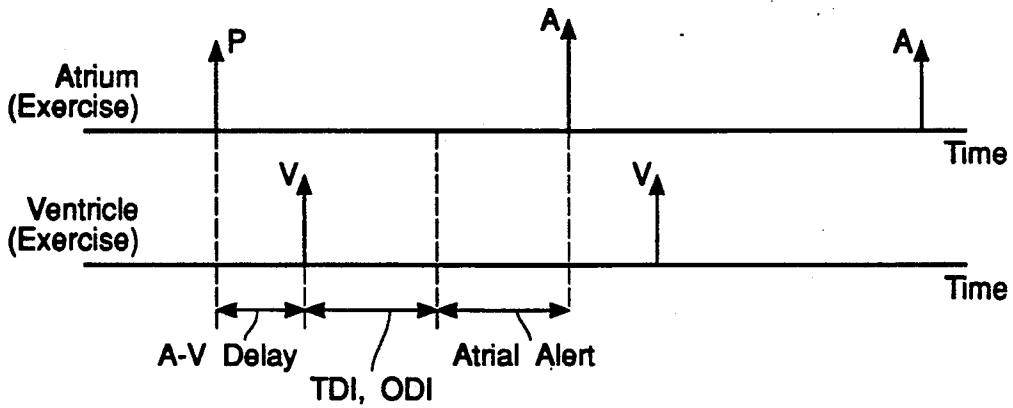 P
A
A
Atrium
(Exercise)
Time
V
V
Ventricle
(Exercise)
Time
A-V Delay
Atrial Alert
TDI, ODI